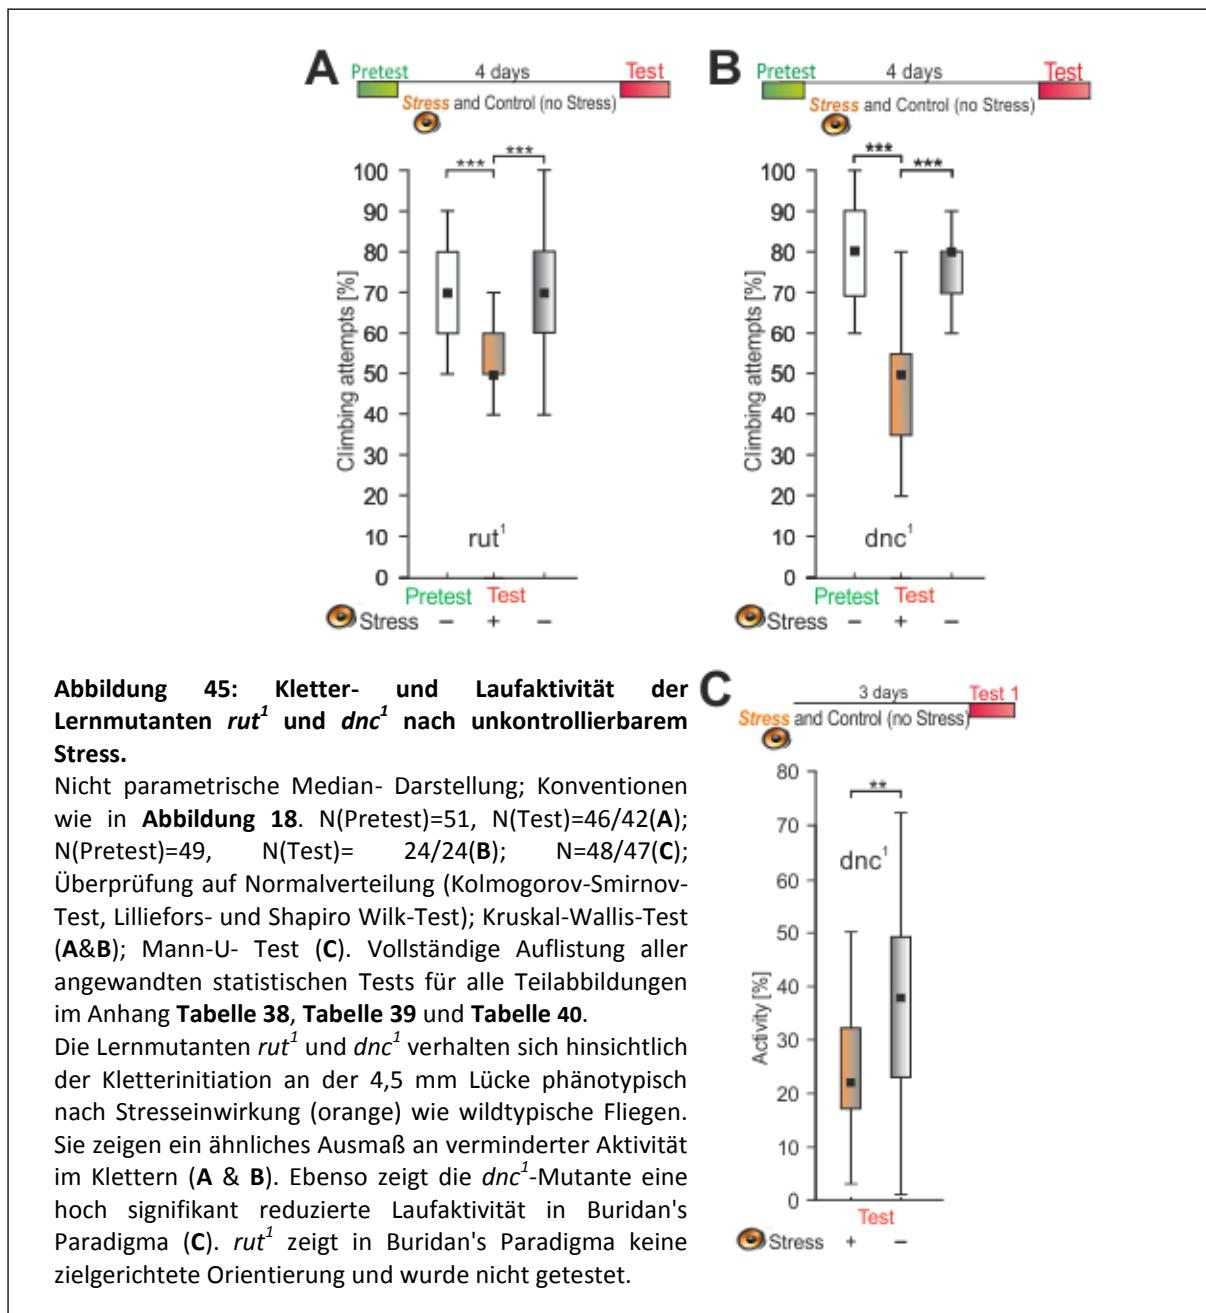 A
Pretest 4 days Test
Stress and Control (no Stress)
*** ***
100
90
80
70
60
50
40
30
20
10
0
Climbing attempts [%]
rut1
Pretest Test
Stress – + –
B
Pretest 4 days Test
Stress and Control (no Stress)
*** ***
100
90
80
70
60
50
40
30
20
10
0
Climbing attempts [%]
dnc1
Pretest Test
Stress – + –
Abbildung 45: Kletter- und Laufaktivität der
Lernmutanten rut1 und dnc1 nach unkontrollierbarem
Stress.
Nicht parametrische Median- Darstellung; Konventionen
wie in Abbildung 18. N(Pretest)=51, N(Test)=46/42(A);
N(Pretest)=49, N(Test)= 24/24(B); N=48/47(C);
Überprüfung auf Normalverteilung (Kolmogorov-Smirnov-
Test, Lilliefors- und Shapiro Wilk-Test); Kruskal-Wallis-Test
(A&B); Mann-U- Test (C). Vollständige Auflistung aller
angewandten statistischen Tests für alle Teilabbildungen
im Anhang Tabelle 38, Tabelle 39 und Tabelle 40.
Die Lernmutanten rut1 und dnc1 verhalten sich hinsichtlich
der Kletterinitiation an der 4,5 mm Lücke phänotypisch
nach Stresseinwirkung (orange) wie wildtypische Fliegen.
Sie zeigen ein ähnliches Ausmaß an verminderter Aktivität
im Klettern (A & B). Ebenso zeigt die dnc1-Mutante eine
hoch signifikant reduzierte Laufaktivität in Buridan's
Paradigma (C). rut1 zeigt in Buridan's Paradigma keine
zielgerichtete Orientierung und wurde nicht getestet.
C
3 days Test 1
Stress and Control (no Stress)
**
80
70
60
50
40
30
20
10
0
Activity [%]
dnc1
Test
Stress + –